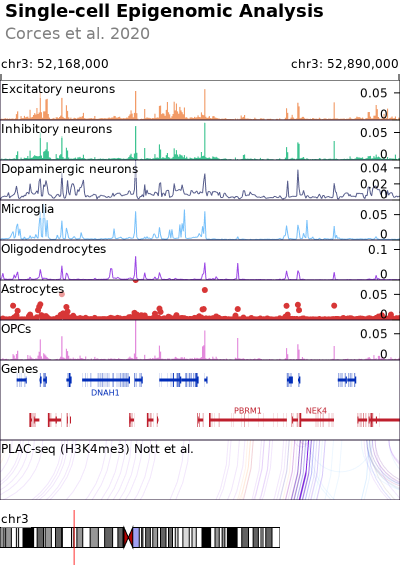 Single-cell Epigenomic Analysis
Corces et al. 2020
chr3: 52,168,000 chr3: 52,890,000
Excitatory neurons 0.05
0
Inhibitory neurons 0.05
0
Dopaminergic neurons 0.04
0.02
0
Microglia 0.05
0
Oligodendrocytes 0.1
0
Astrocytes 0.05
0
OPCs 0.05
0
Genes
DNAH1
PBRM1 NEK4
PLAC-seq (H3K4me3) Nott et al.
chr3